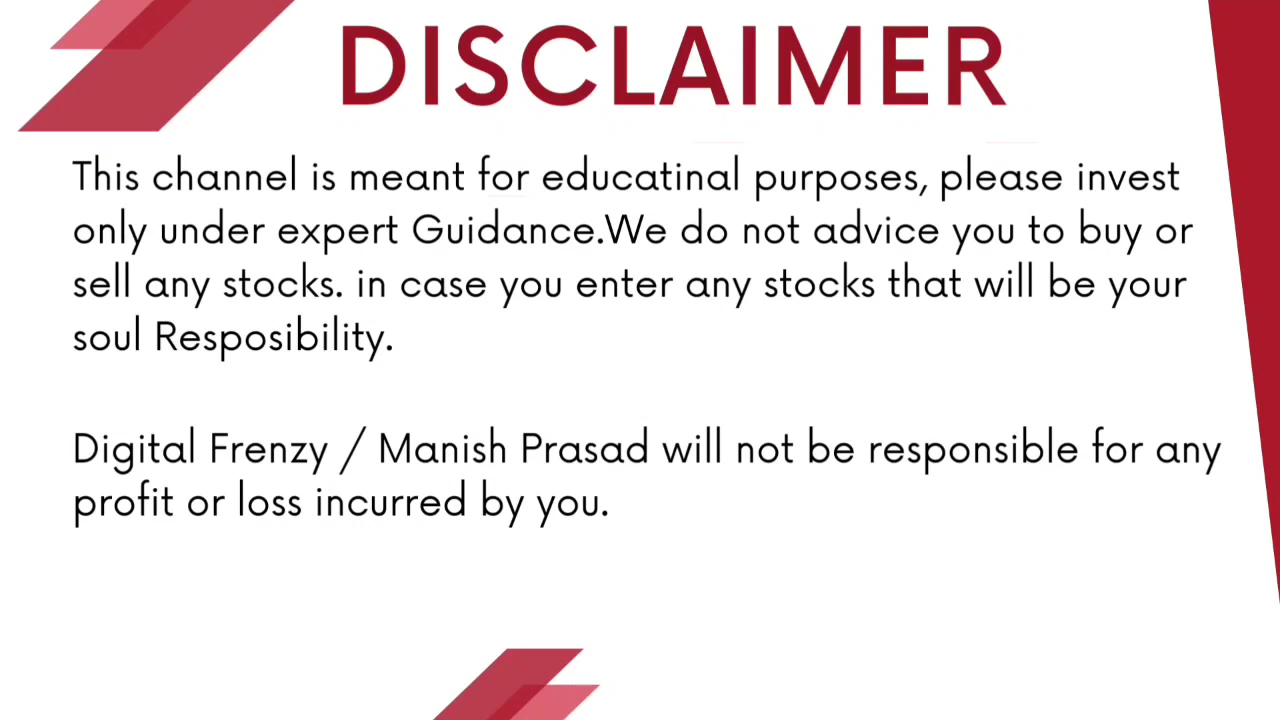 DISCLAIMER
This channel is meant for educatinal purposes, please invest
only under expert Guidance.We do not advice you to buy or
sell any stocks. in case you enter any stocks that will be your
soul Resposibility.
Digital Frenzy / Manish Prasad will not be responsible for any
profit or loss incurred by you.